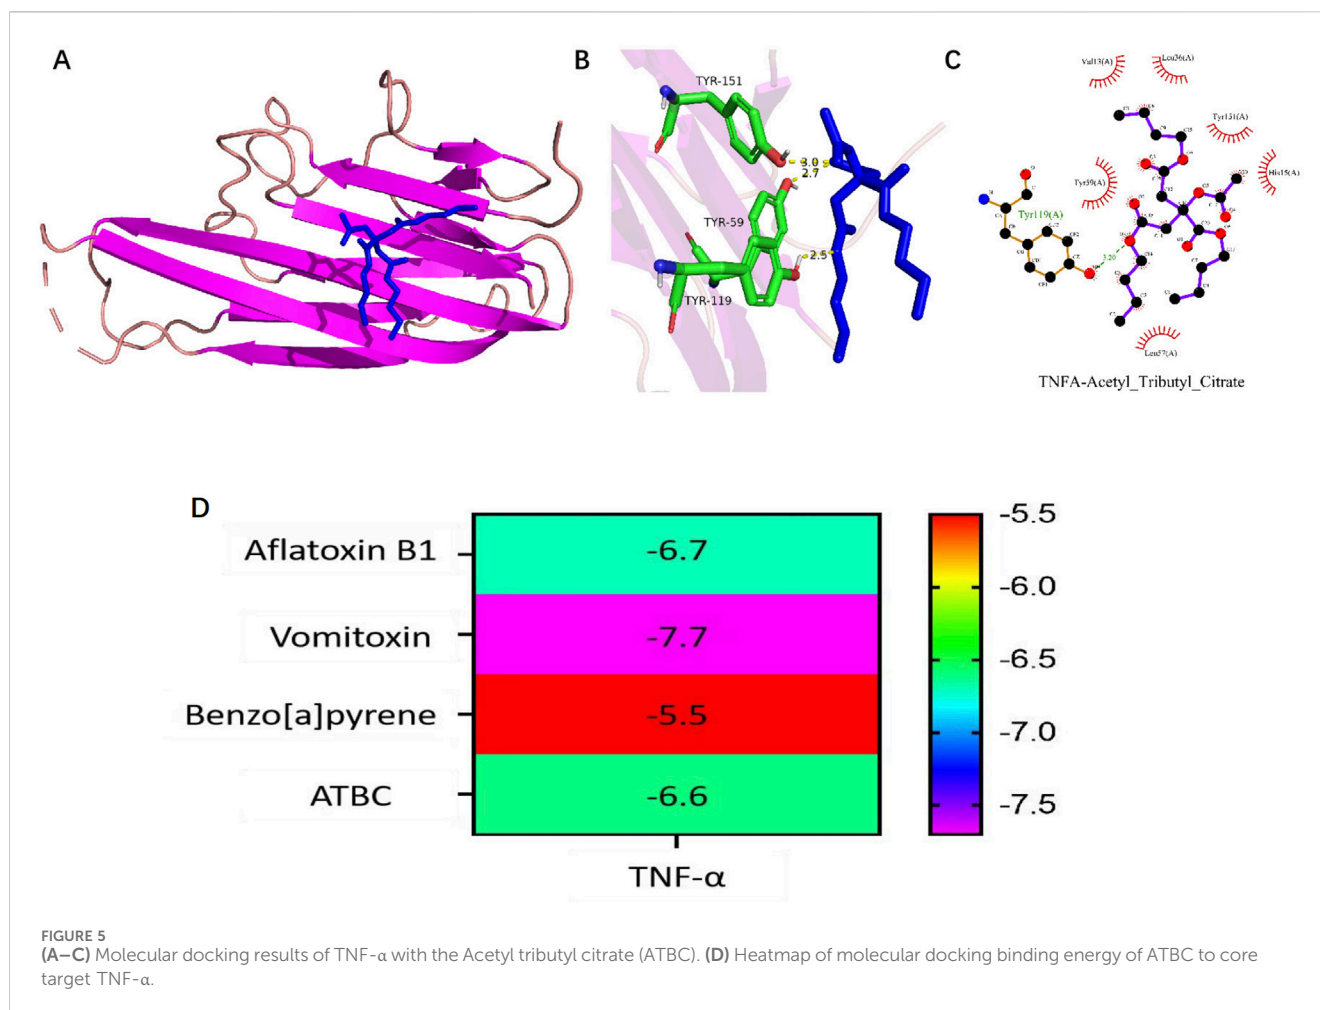 A
B
C
TYR-151
3.0
2.7
TYR-59
2.5
TYR-119
Val13(A)
Leu36(A)
Tyr151(A)
His15(A)
Tyr59(A)
Tyr119(A)
3.20
Leu57(A)
TNFA-Acetyl_Tributyl_Citrate
D
Aflatoxin B1
-6.7
Vomitoxin
-7.7
Benzo[a]pyrene
-5.5
ATBC
-6.6
TNF-α
-5.5
-6.0
-6.5
-7.0
-7.5
FIGURE 5
(A–C) Molecular docking results of TNF-α with the Acetyl tributyl citrate (ATBC). (D) Heatmap of molecular docking binding energy of ATBC to core
target TNF-α.